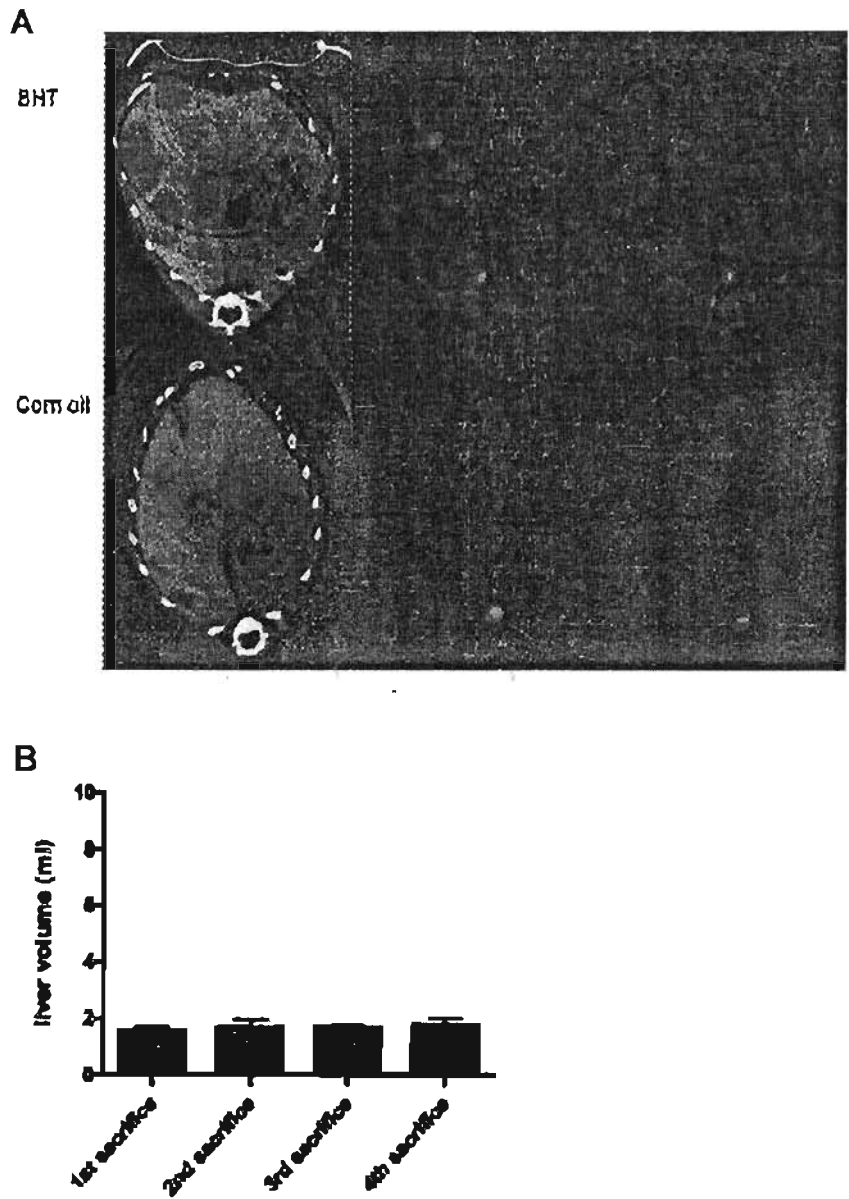 A
BHT
Corn oil
B
liver volume (ml)
10
8
6
4
2
0
1st sacrifice
2nd sacrifice
3rd sacrifice
4th sacrifice